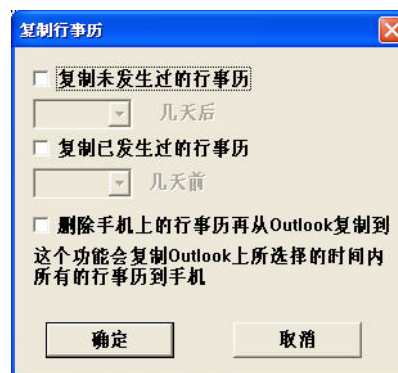 复制行事历
复制未发生过的行事历
几天后
复制已发生过的行事历
几天前
删除手机上的行事历再从Outlook复制到
这个功能会复制Outlook上所选择的时间内
所有的行事历到手机
确定
取消